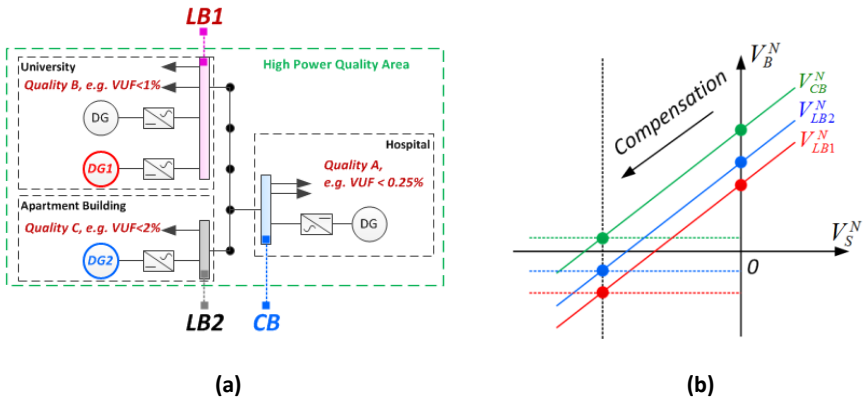 LB1
University
High Power Quality Area
Quality B, e.g. VUF<1%
DG
DG1
Hospital
Quality A,
e.g. VUF < 0.25%
DG
Apartment Building
Quality C, e.g. VUF<2%
DG2
LB2
CB
(a)
V_B^N
V_CB^N
V_LB2^N
V_LB1^N
Compensation
V_S^N
0
(b)